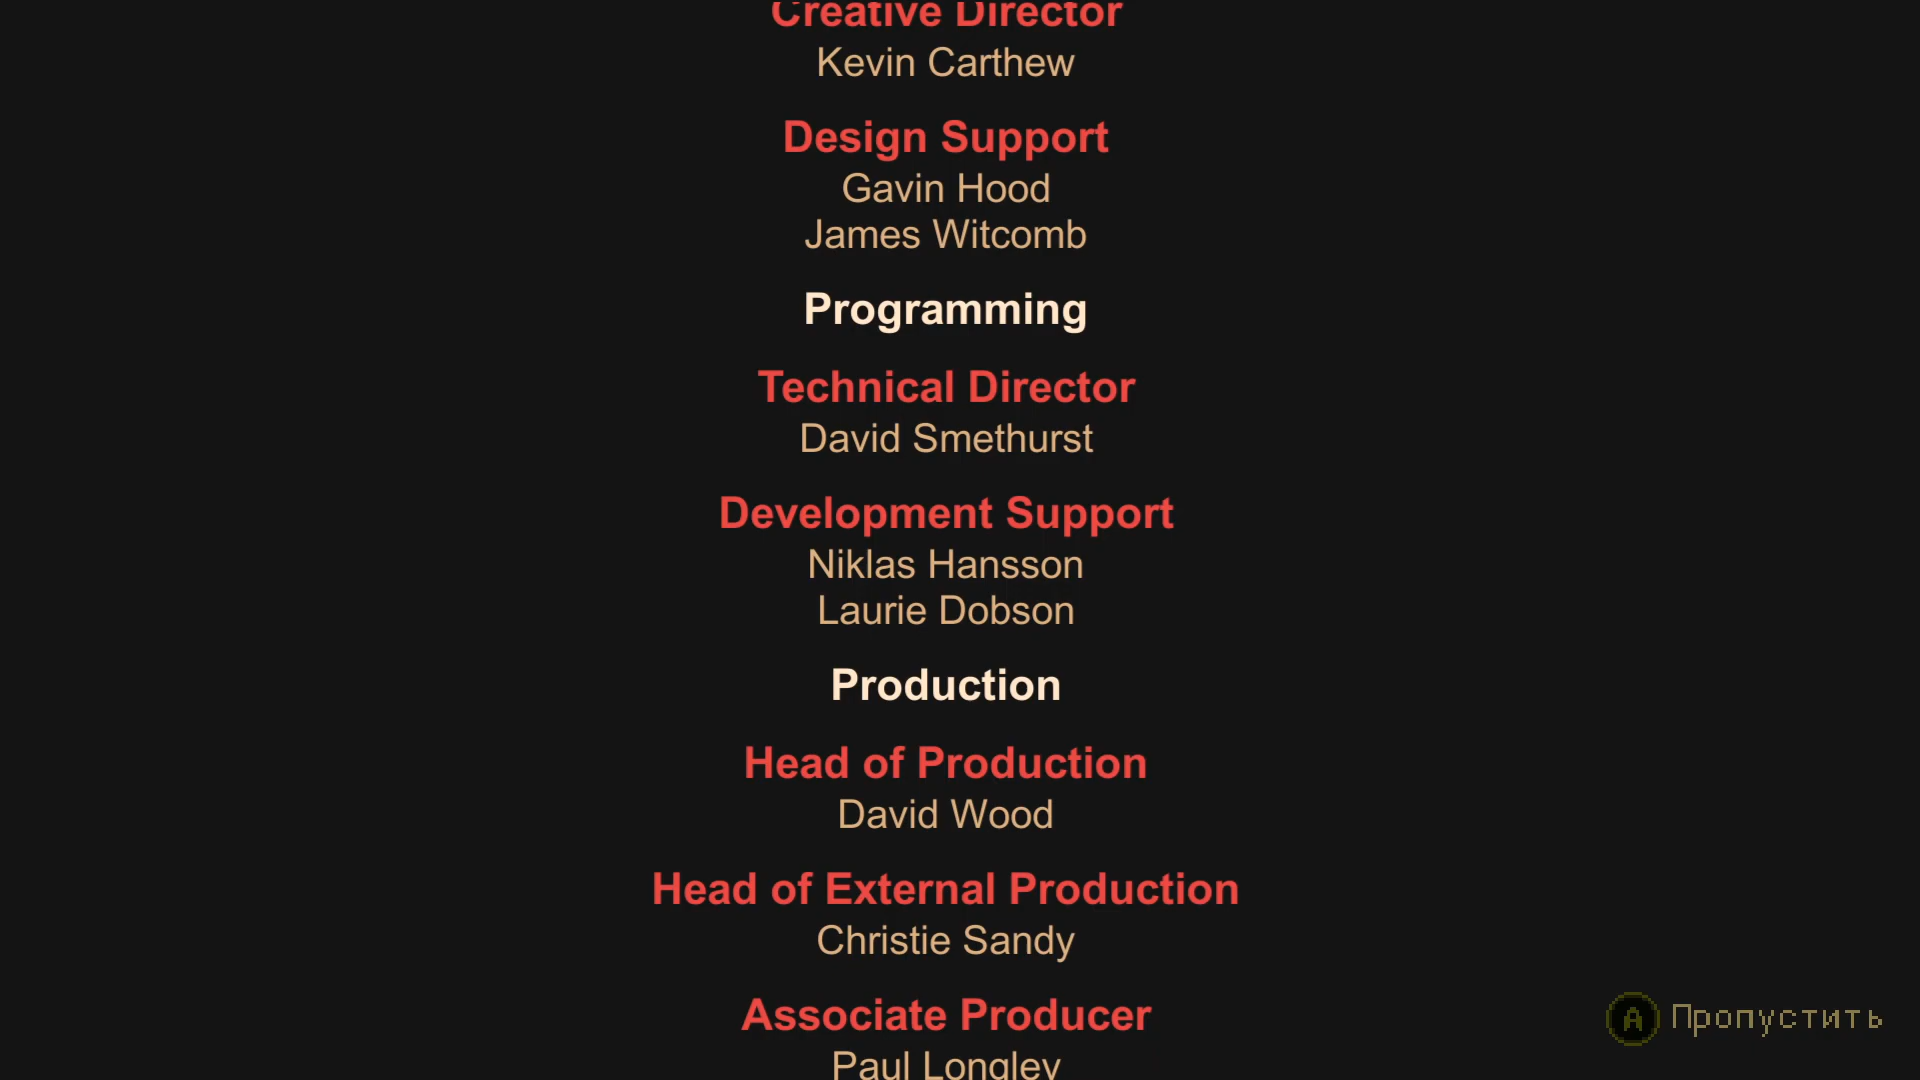 Creative Director
Kevin Carthew
Design Support
Gavin Hood
James Witcomb
Programming
Technical Director
David Smethurst
Development Support
Niklas Hansson
Laurie Dobson
Production
Head of Production
David Wood
Head of External Production
Christie Sandy
Associate Producer
Paul Longley
A Пропустить